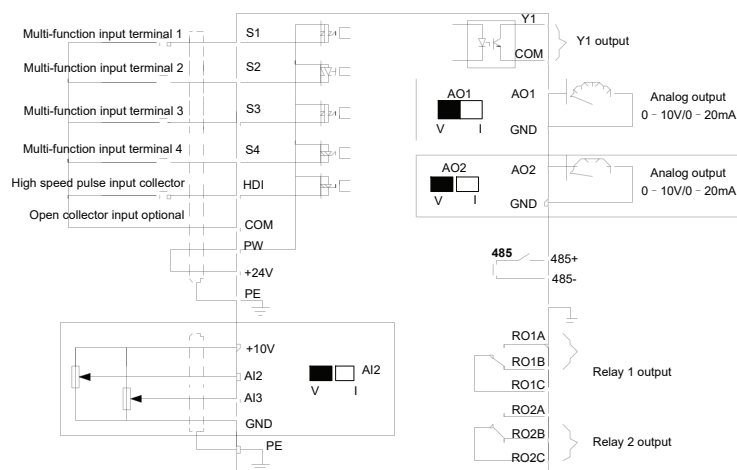 Multi-function input terminal 1
S1
Multi-function input terminal 2
S2
Multi-function input terminal 3
S3
Multi-function input terminal 4
S4
High speed pulse input collector
HDI
Open collector input optional
COM
PW
+24V
PE
+10V
AI2
AI3
GND
PE
AI2
V I
Y1
COM
Y1 output
AO1
V I
AO1
GND
Analog output
0－10V/0－20mA
AO2
V I
AO2
GND
Analog output
0－10V/0－20mA
485
485+
485-
RO1A
RO1B
RO1C
Relay 1 output
RO2A
RO2B
RO2C
Relay 2 output